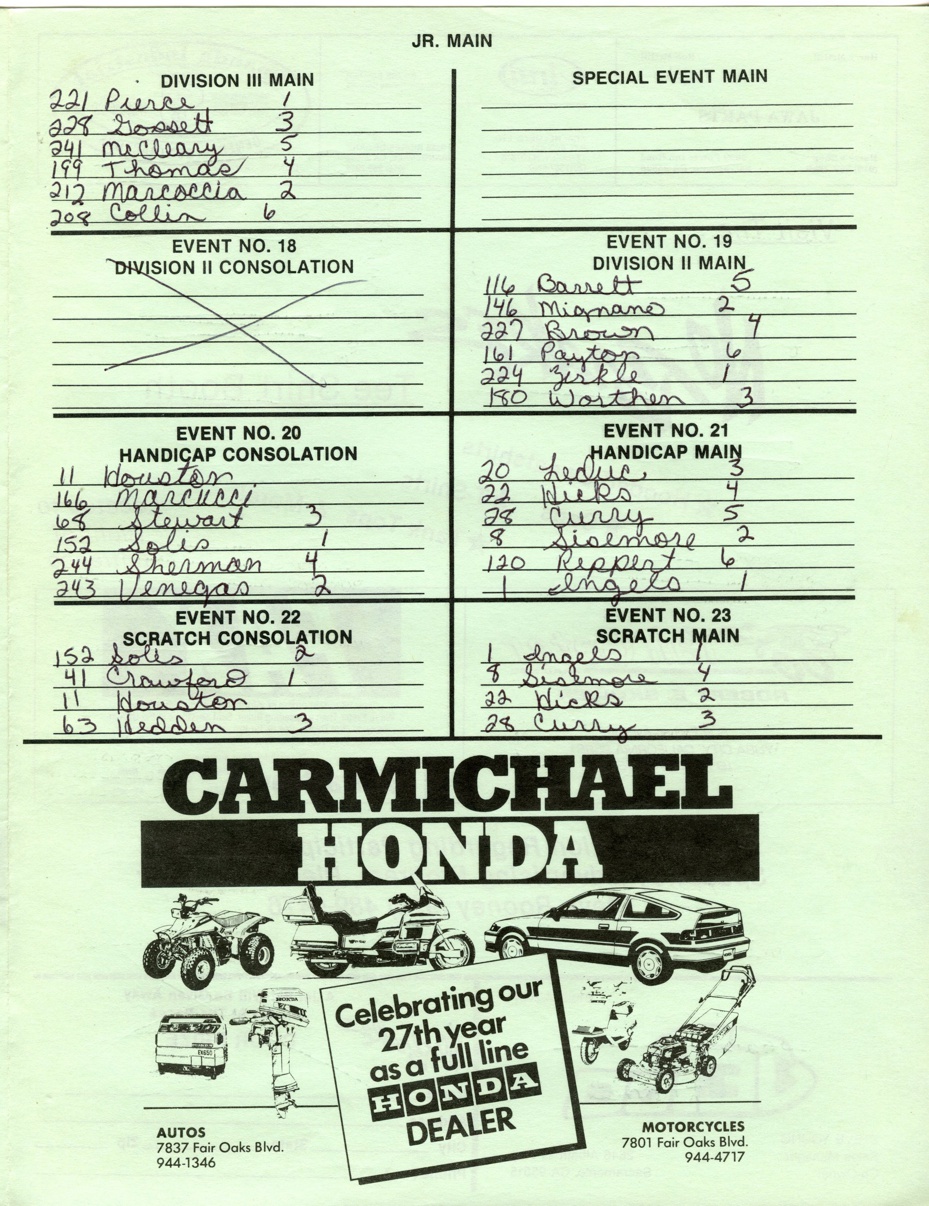 JR. MAIN
DIVISION III MAIN
221 Pierce 1
228 Gossett 3
241 McCleary 5
199 Thomas 4
212 Marcoccia 2
208 Collin 6
SPECIAL EVENT MAIN
EVENT NO. 18
DIVISION II CONSOLATION
EVENT NO. 19
DIVISION II MAIN
116 Barrett 5
146 Mignano 2
227 Brown 4
161 Payton 6
224 Zirkle 1
180 Worthen 3
EVENT NO. 20
HANDICAP CONSOLATION
11 Houston
166 Marcucci
68 Stewart 3
152 Solis 1
244 Sherman 4
243 Venegas 2
EVENT NO. 21
HANDICAP MAIN
20 Leduc 3
22 Hicks 4
28 Curry 5
8 Sisemore 2
120 Reppert 6
1 Ingels 1
EVENT NO. 22
SCRATCH CONSOLATION
152 Solis 2
41 Crawford 1
11 Houston
63 Hedden 3
EVENT NO. 23
SCRATCH MAIN
1 Ingels 1
8 Sisemore 4
22 Hicks 2
28 Curry 3
CARMICHAEL
HONDA
HONDA
EX650
Celebrating our
27th year
as a full line
HONDA
DEALER
AUTOS
7837 Fair Oaks Blvd.
944-1346
MOTORCYCLES
7801 Fair Oaks Blvd.
944-4717